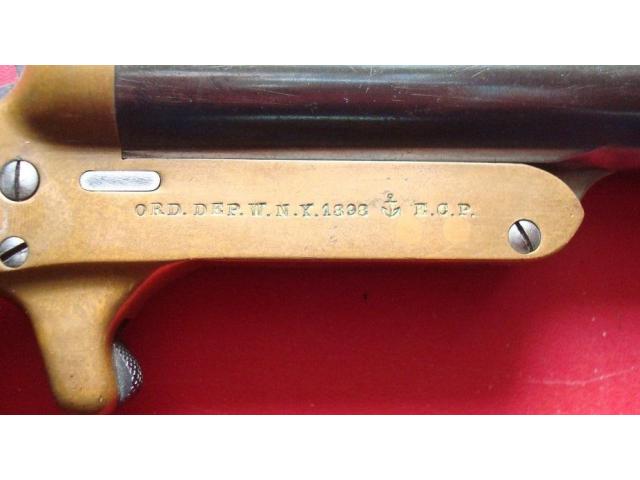 ORD. DEP. W. N. Y. 1898 ⚓ E. C. P.